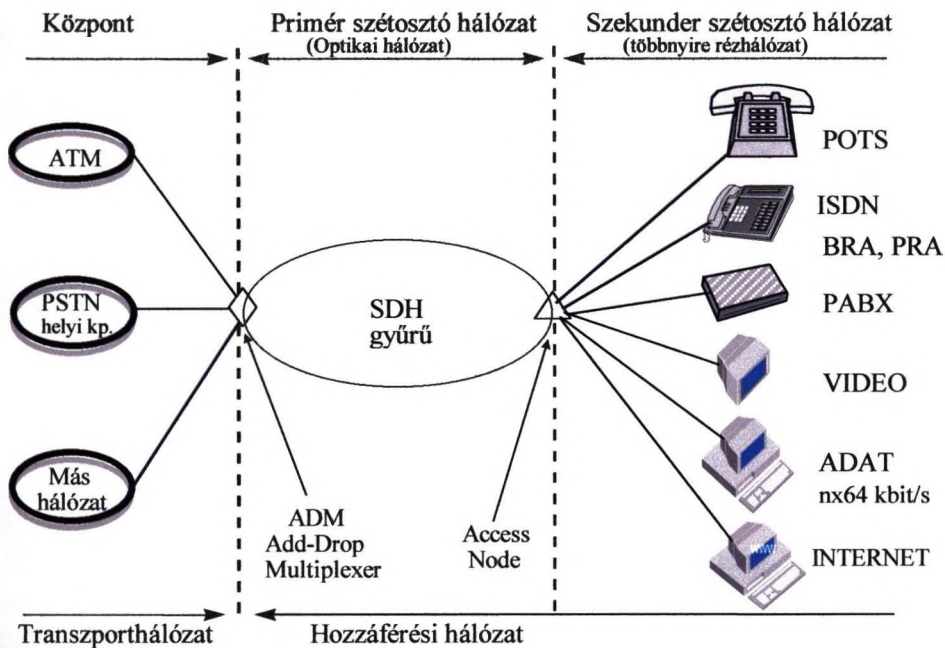 Központ
Primér szétosztó hálózat
(Optikai hálózat)
Szekunder szétosztó hálózat
(többnyire rézhálózat)
ATM
PSTN
helyi kp.
Más
hálózat
SDH
gyűrű
ADM
Add-Drop
Multiplexer
Access
Node
POTS
ISDN
BRA, PRA
PABX
VIDEO
ADAT
nx64 kbit/s
www
INTERNET
Transzporthálózat
Hozzáférési hálózat